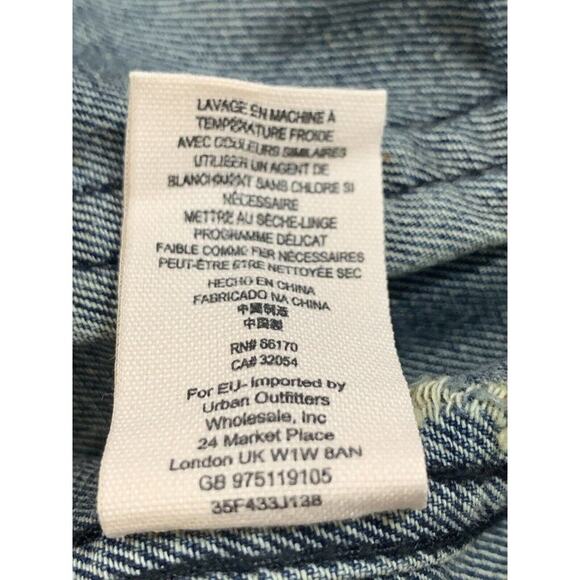 LAVAGE EN MACHINE À
TEMPÉRATURE FROIDE
AVEC COULEURS SIMILAIRES
UTILISER UN AGENT DE
BLANCHIMENT SANS CHLORE SI
NÉCESSAIRE
METTRE AU SÈCHE-LINGE
PROGRAMME DÉLICAT
FAIBLE COMME FER NÉCESSAIRES
PEUT-ÊTRE ÊTRE NETTOYÉE SEC
HECHO EN CHINA
FABRICADO NA CHINA
中國制造
中国製
RN# 66170
CA# 32054
For EU- imported by
Urban Outfitters
Wholesale, Inc
24 Market Place
London UK W1W 8AN
GB 975119105
35F433J138